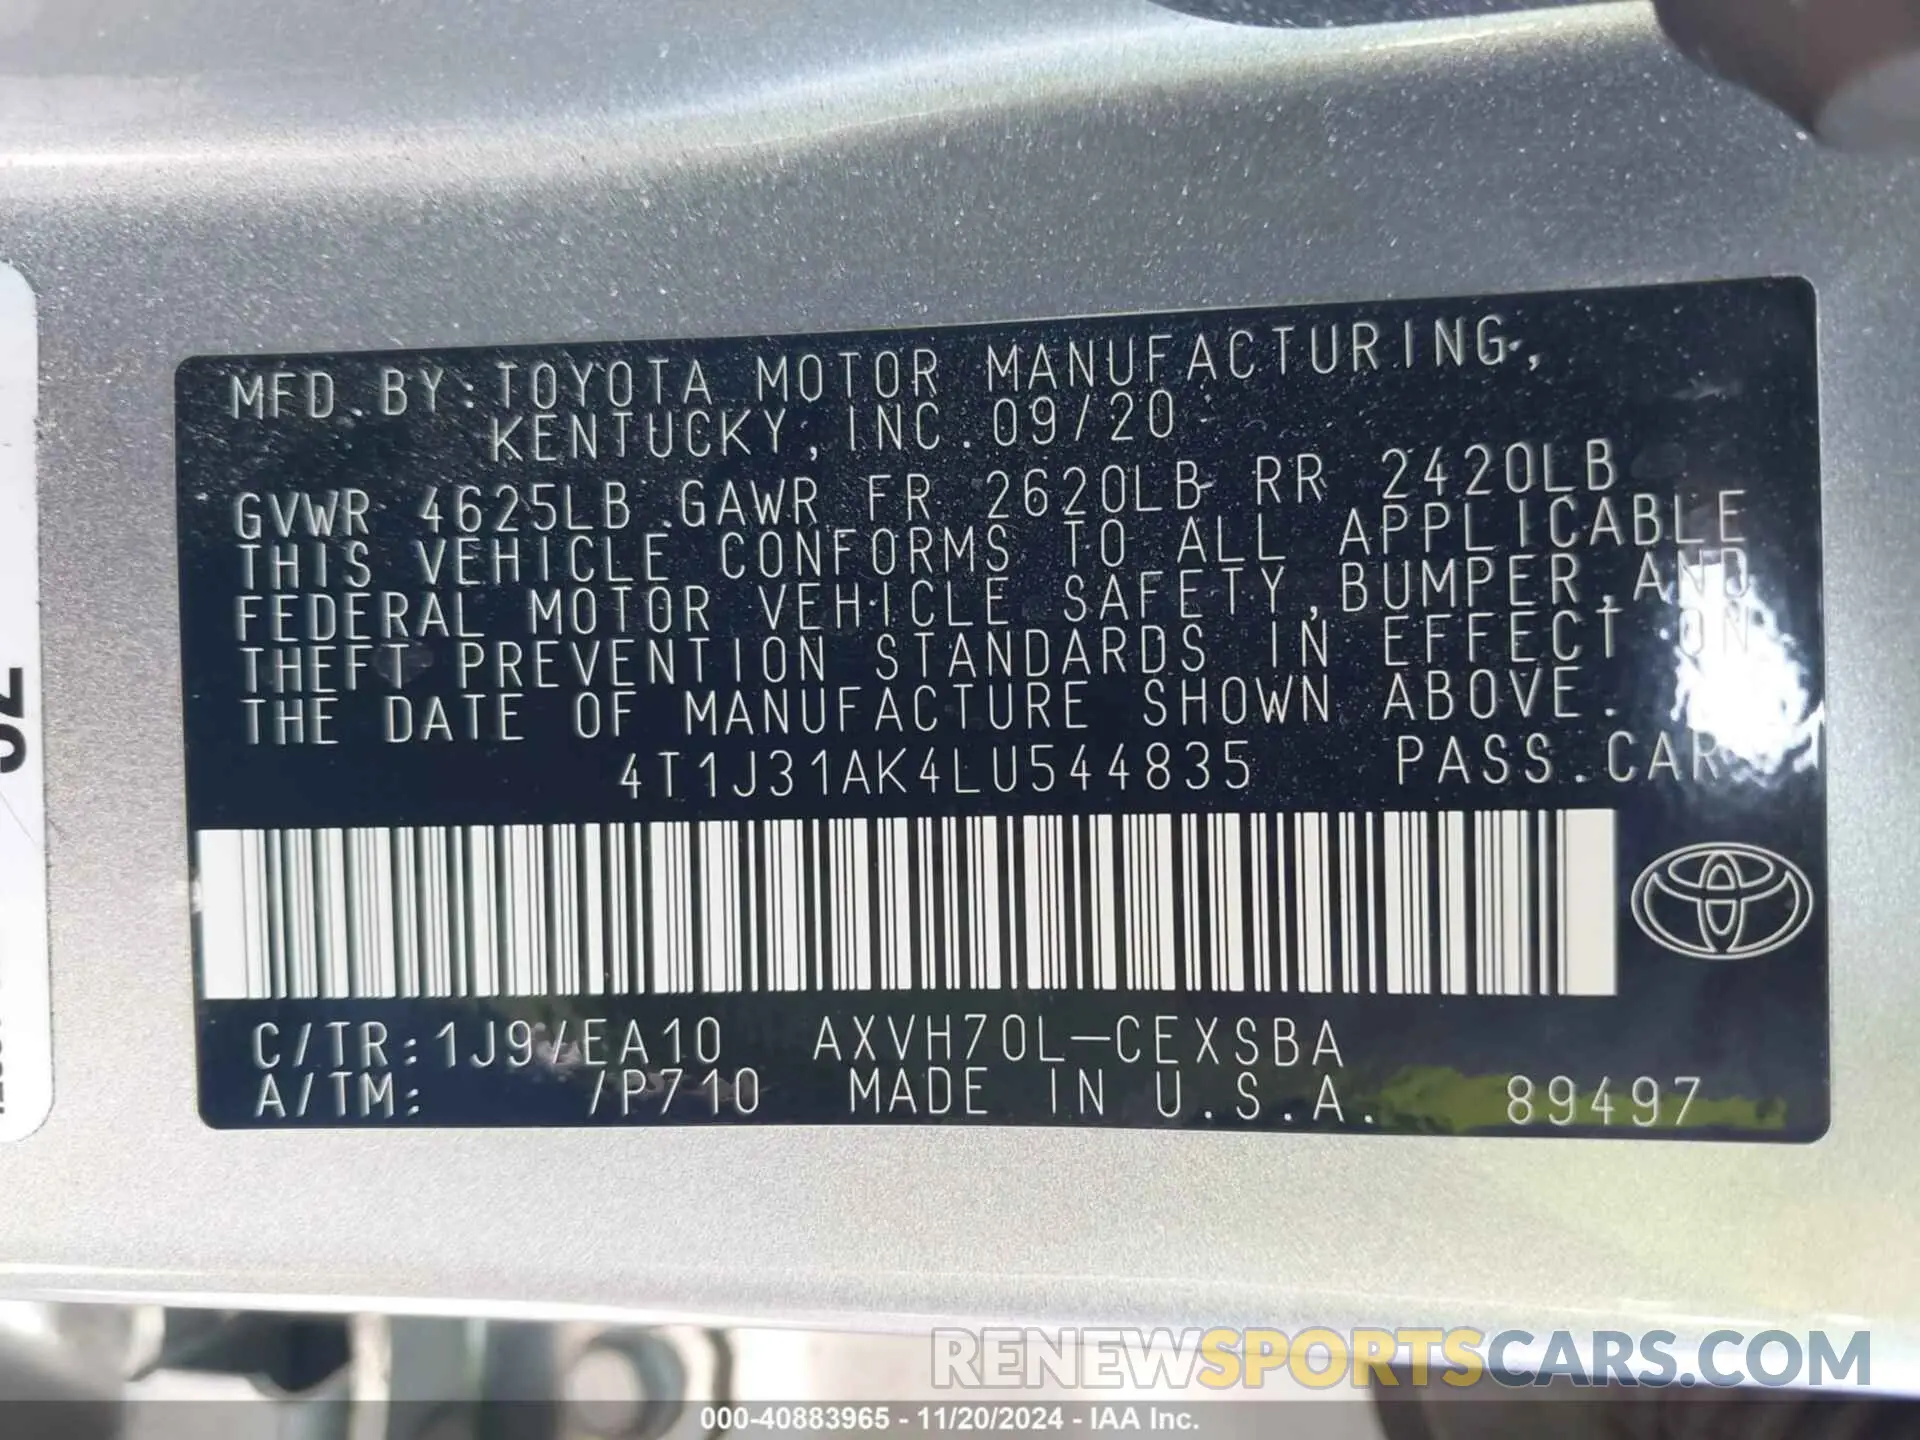 MFD.BY:TOYOTA MOTOR MANUFACTURING,
KENTUCKY,INC.09/20
GVWR 4625LB GAWR FR 2620LB RR 2420LB
THIS VEHICLE CONFORMS TO ALL APPLICABLE
FEDERAL MOTOR VEHICLE SAFETY,BUMPER,AND
THEFT PREVENTION STANDARDS IN EFFECT ON
THE DATE OF MANUFACTURE SHOWN ABOVE.
4T1J31AK4LU544835 PASS.CAR
C/TR:1J9/EA10 AXVH70L-CEXSBA
A/TM: /P710 MADE IN U.S.A. 89497
RENEWSPORTSCARS.COM
000-40883965 - 11/20/2024 - IAA Inc.